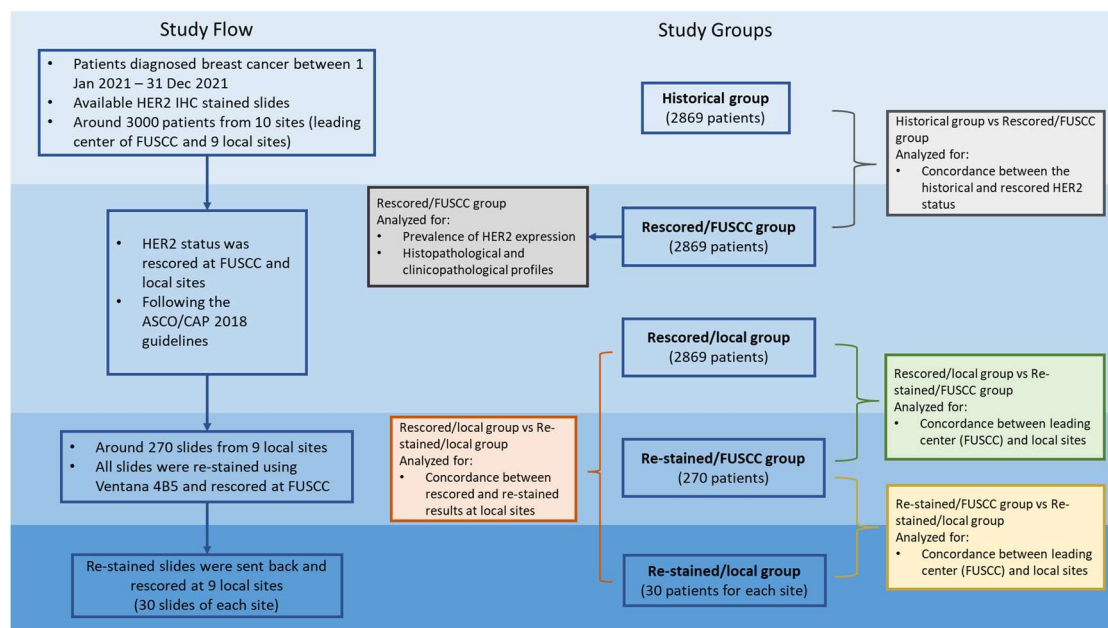 Study Flow
• Patients diagnosed breast cancer between 1
Jan 2021 – 31 Dec 2021
• Available HER2 IHC stained slides
• Around 3000 patients from 10 sites (leading
center of FUSCC and 9 local sites)
• HER2 status was
rescored at FUSCC and
local sites
• Following the
ASCO/CAP 2018
guidelines
• Around 270 slides from 9 local sites
• All slides were re-stained using
Ventana 4B5 and rescored at FUSCC
Re-stained slides were sent back and
rescored at 9 local sites
(30 slides of each site)
Study Groups
Historical group
(2869 patients)
Historical group vs Rescored/FUSCC
group
Analyzed for:
• Concordance between the
historical and rescored HER2
status
Rescored/FUSCC group
Analyzed for:
• Prevalence of HER2 expression
• Histopathological and
clinicopathological profiles
Rescored/FUSCC group
(2869 patients)
Rescored/local group
(2869 patients)
Rescored/local group vs Re-
stained/FUSCC group
Analyzed for:
• Concordance between leading
center (FUSCC) and local sites
Rescored/local group vs Re-
stained/local group
Analyzed for:
• Concordance between
rescored and re-stained
results at local sites
Re-stained/FUSCC group
(270 patients)
Re-stained/FUSCC group vs Re-
stained/local group
Analyzed for:
• Concordance between leading
center (FUSCC) and local sites
Re-stained/local group
(30 patients for each site)